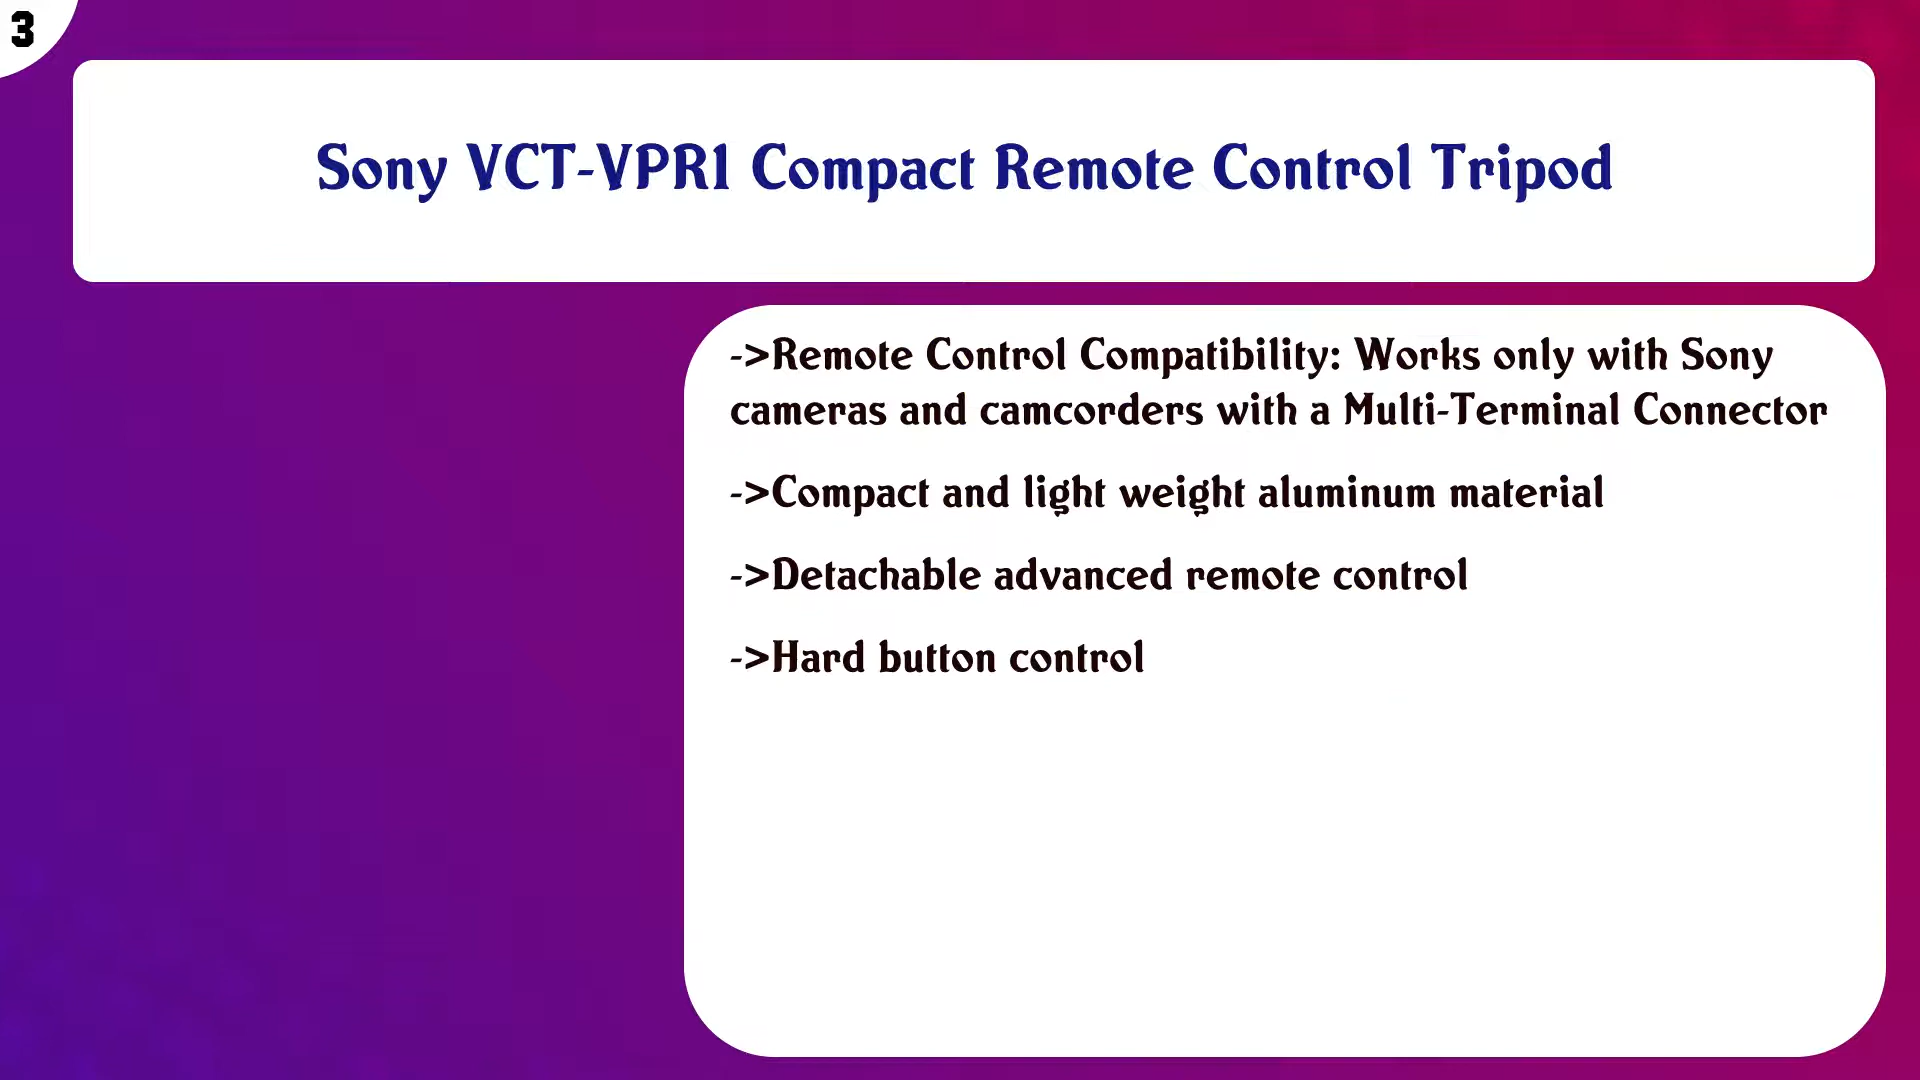 3
Sony VCT-VPR1 Compact Remote Control Tripod
->Remote Control Compatibility: Works only with Sony
cameras and camcorders with a Multi-Terminal Connector
->Compact and light weight aluminum material
->Detachable advanced remote control
->Hard button control